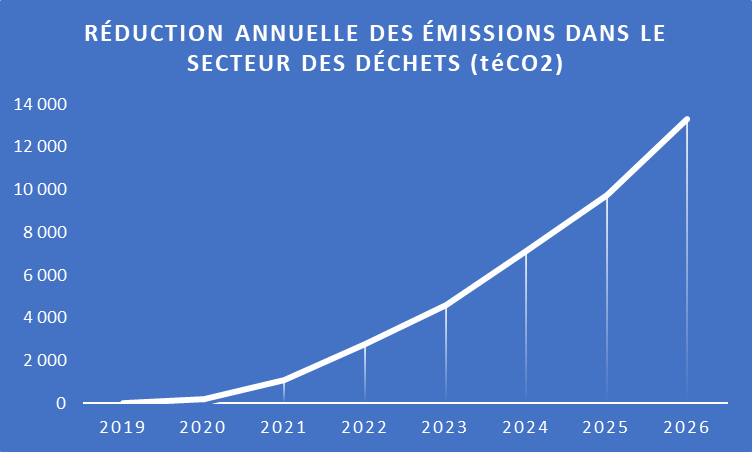 RÉDUCTION ANNUELLE DES ÉMISSIONS DANS LE
SECTEUR DES DÉCHETS (téCO2)
14 000
12 000
10 000
8 000
6 000
4 000
2 000
0
2019 2020 2021 2022 2023 2024 2025 2026